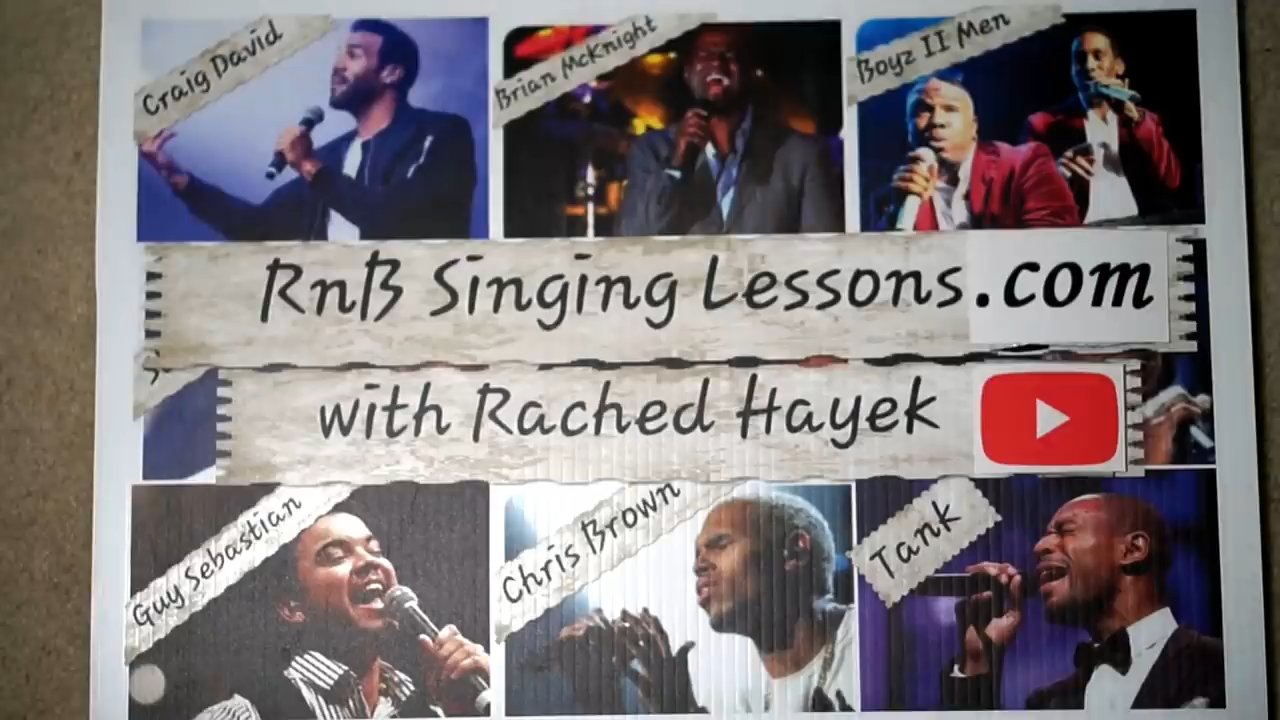 Craig David
Brian McKnight
Boyz II Men
RnB Singing Lessons.com
with Rached Hayek
Guy Sebastian
Chris Brown
Tank